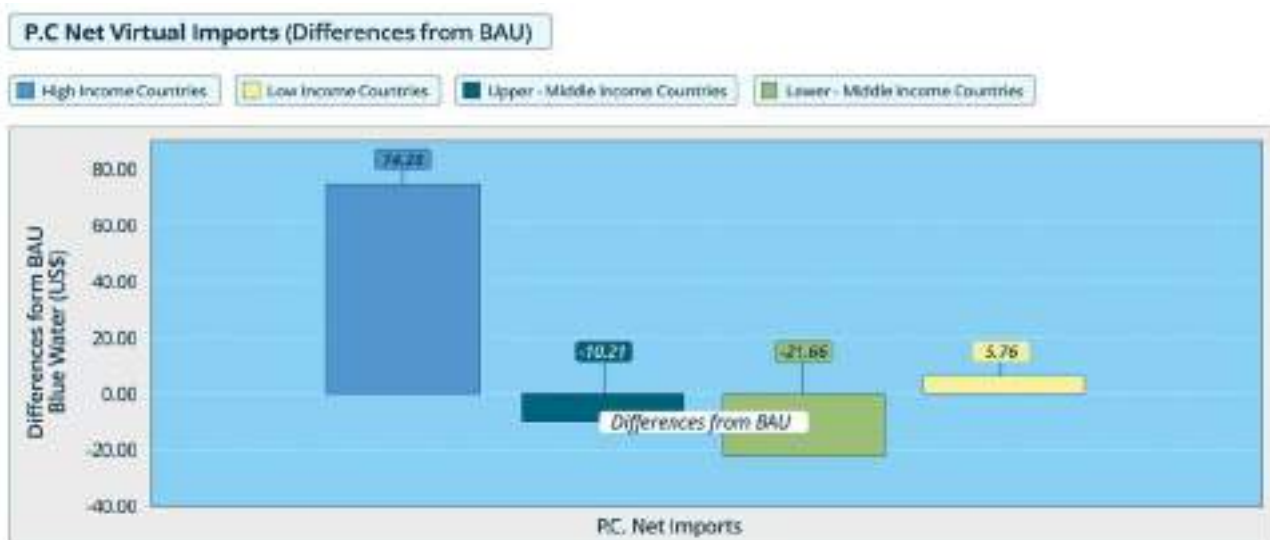 P.C Net Virtual Imports (Differences from BAU)
High Income Countries
Low Income Countries
Upper - Middle Income Countries
Lower - Middle Income Countries
Differences form BAU
Blue Water (US$)
80.00
60.00
40.00
20.00
0.00
-20.00
-40.00
-10.21
-21.66
5.76
Differences from BAU
P.C. Net Imports